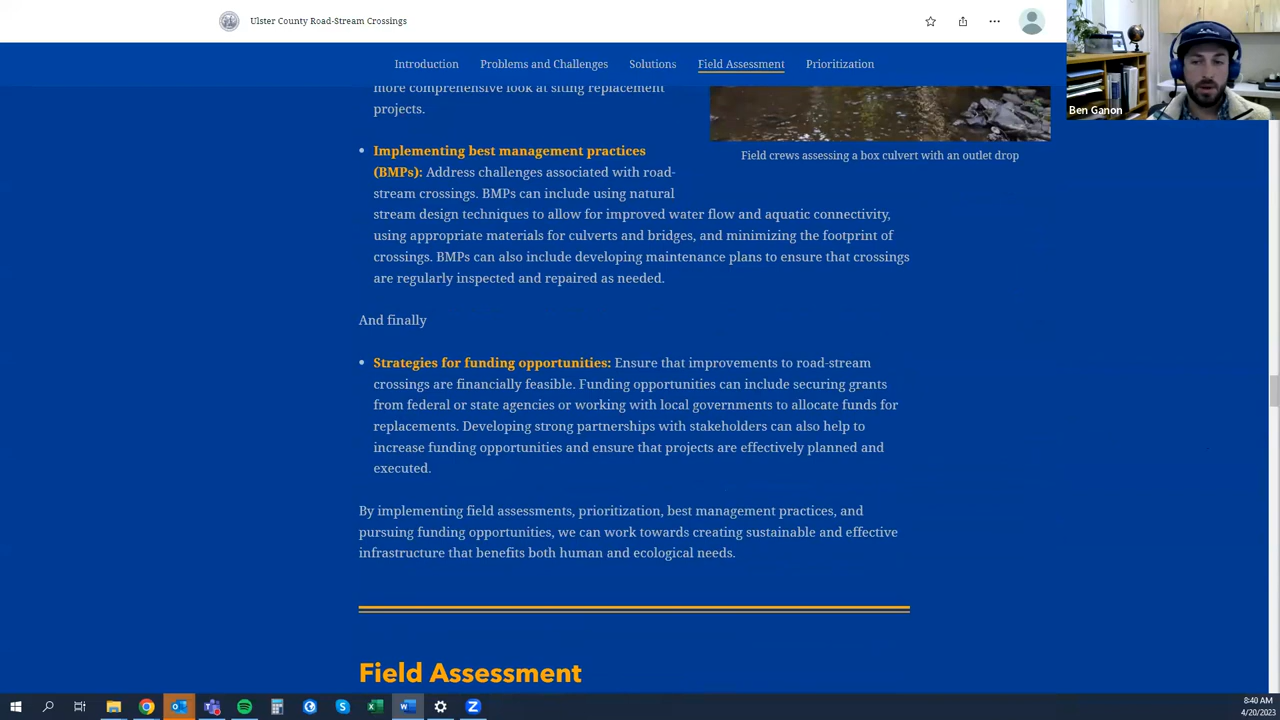 Ulster County Road-Stream Crossings
Introduction Problems and Challenges Solutions Field Assessment Prioritization
Ben Ganon
more comprehensive look at siting replacement
projects.
Field crews assessing a box culvert with an outlet drop
• Implementing best management practices
(BMPs): Address challenges associated with road-
stream crossings. BMPs can include using natural
stream design techniques to allow for improved water flow and aquatic connectivity,
using appropriate materials for culverts and bridges, and minimizing the footprint of
crossings. BMPs can also include developing maintenance plans to ensure that crossings
are regularly inspected and repaired as needed.
And finally
• Strategies for funding opportunities: Ensure that improvements to road-stream
crossings are financially feasible. Funding opportunities can include securing grants
from federal or state agencies or working with local governments to allocate funds for
replacements. Developing strong partnerships with stakeholders can also help to
increase funding opportunities and ensure that projects are effectively planned and
executed.
By implementing field assessments, prioritization, best management practices, and
pursuing funding opportunities, we can work towards creating sustainable and effective
infrastructure that benefits both human and ecological needs.
Field Assessment
8:40 AM
4/20/2023